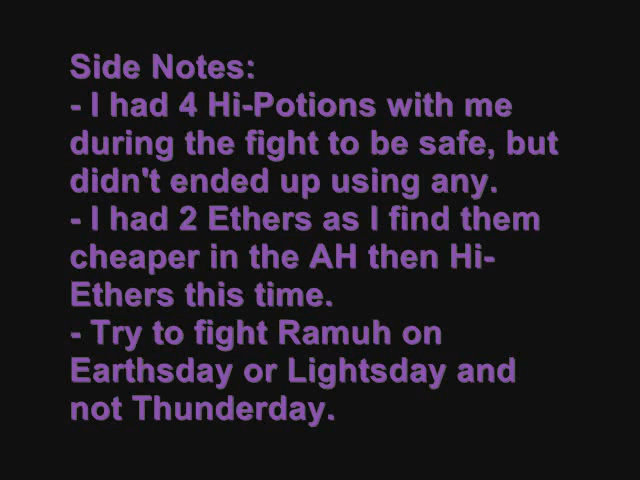 Side Notes:
- I had 4 Hi-Potions with me
during the fight to be safe, but
didn't ended up using any.
- I had 2 Ethers as I find them
cheaper in the AH then Hi-
Ethers this time.
- Try to fight Ramuh on
Earthsday or Lightsday and
not Thunderday.